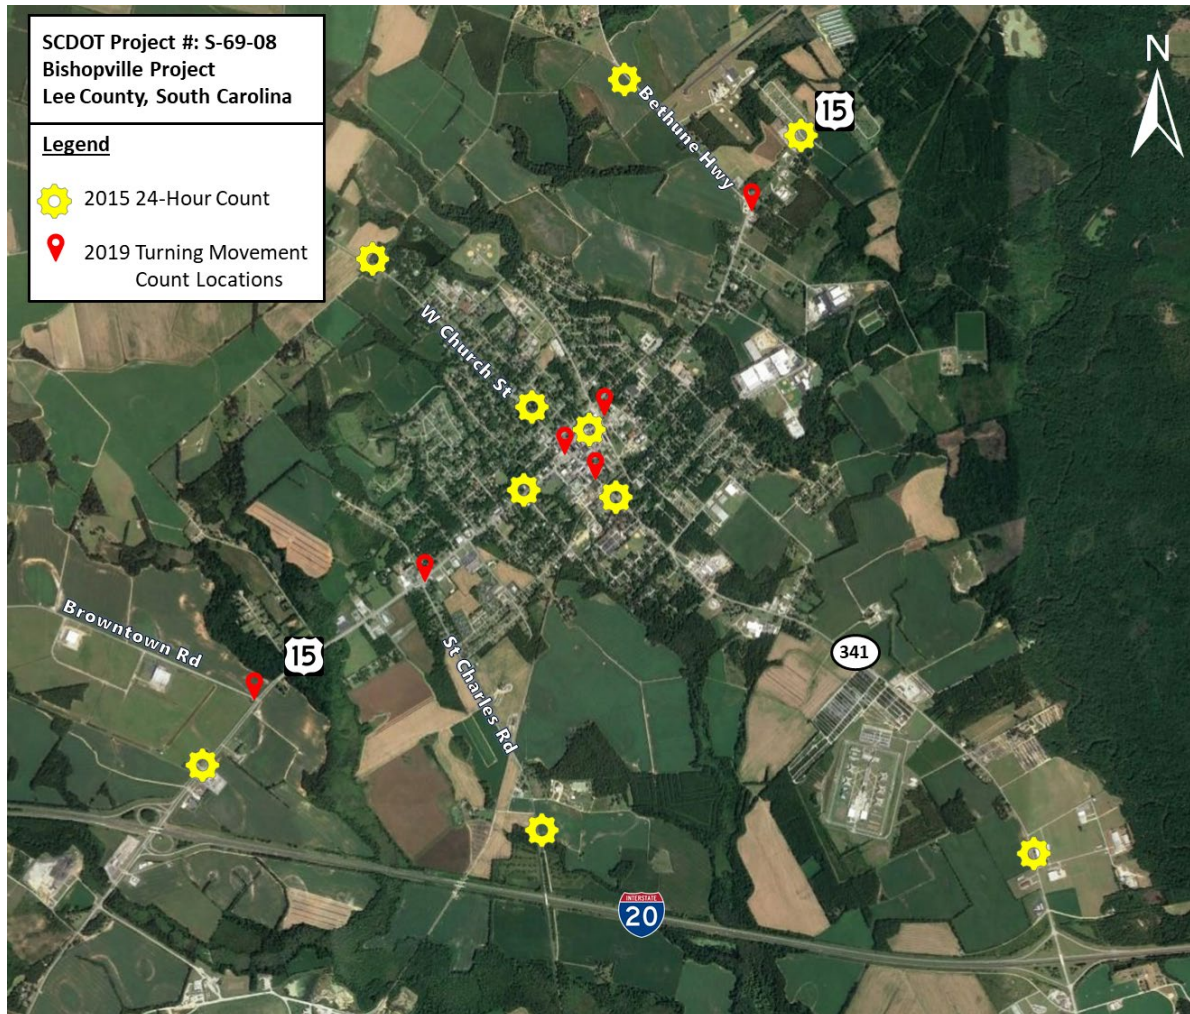 SCDOT Project #: S-69-08
Bishopville Project
Lee County, South Carolina
Legend
2015 24-Hour Count
2019 Turning Movement
Count Locations
N
Bethune Hwy
15
W Church St
Browntown Rd
15
St Charles Rd
341
INTERSTATE
20